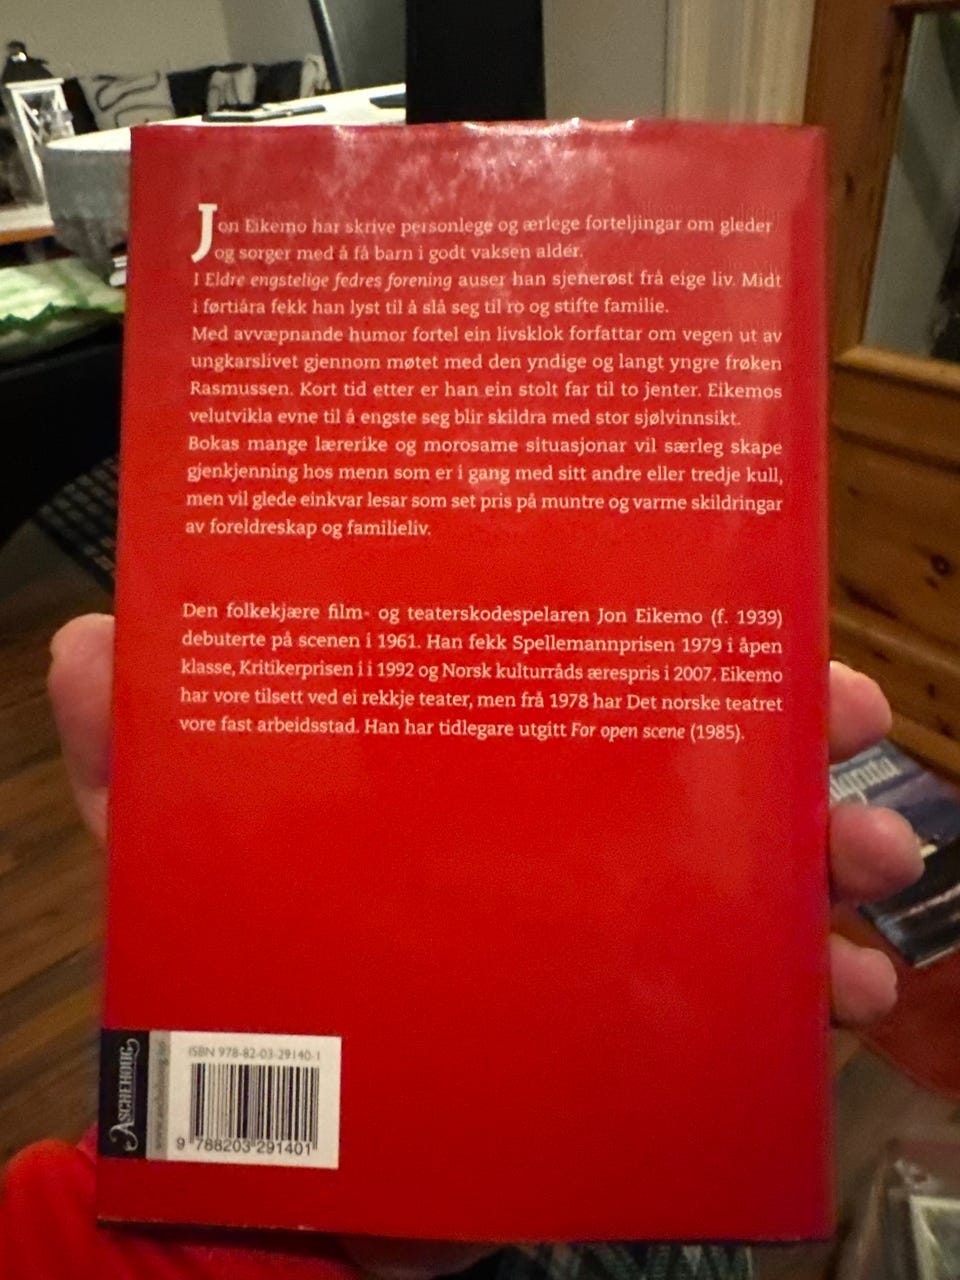 Jon Eikemo har skrive personlege og ærlege forteljingar om gleder
og sorger med å få barn i godt vaksen alder.
I Eldre engstelige fedres forening auser han sjenerøst frå eige liv. Midt
i førtiåra fekk han lyst til å slå seg til ro og stifte familie.
Med avvæpnande humor fortel ein livsklok forfattar om vegen ut av
ungkarslivet gjennom møtet med den yndige og langt yngre frøken
Rasmussen. Kort tid etter er han ein stolt far til to jenter. Eikemos
velutvikla evne til å engste seg blir skildra med stor sjølvinnsikt.
Bokas mange lærerike og morosame situasjonar vil særleg skape
gjenkjenning hos menn som er i gang med sitt andre eller tredje kull,
men vil glede einkvar lesar som set pris på muntre og varme skildringar
av foreldreskap og familieliv.
Den folkekjære film- og teaterskodespelaren Jon Eikemo (f. 1939)
debuterte på scenen i 1961. Han fekk Spellemannprisen 1979 i åpen
klasse, Kritikerprisen i i 1992 og Norsk kulturråds ærespris i 2007. Eikemo
har vore tilsett ved ei rekkje teater, men frå 1978 har Det norske teatret
vore fast arbeidsstad. Han har tidlegare utgitt For open scene (1985).
ASCHEHOUG
ISBN 978-82-03-29140-1
9 788203 291401